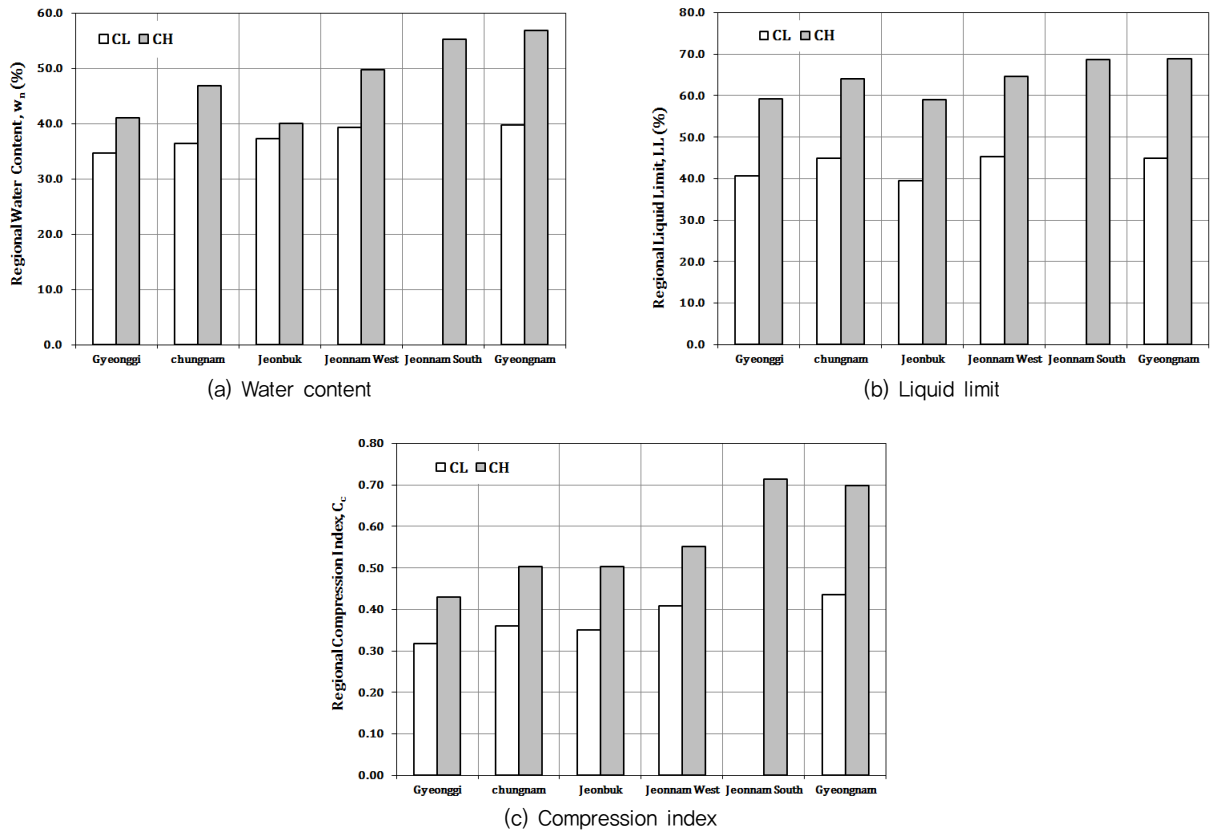 60.0
50.0
40.0
30.0
20.0
10.0
0.0
Regional Water Content, wn (%)
CL CH
Gyeonggi chungnam Jeonbuk Jeonnam West Jeonnam South Gyeongnam
(a) Water content
80.0
70.0
60.0
50.0
40.0
30.0
20.0
10.0
0.0
Regional Liquid Limit, LL (%)
CL CH
Gyeonggi chungnam Jeonbuk Jeonnam West Jeonnam South Gyeongnam
(b) Liquid limit
0.80
0.70
0.60
0.50
0.40
0.30
0.20
0.10
0.00
Regional Compression Index, Cc
CL CH
Gyeonggi chungnam Jeonbuk Jeonnam West Jeonnam South Gyeongnam
(c) Compression index